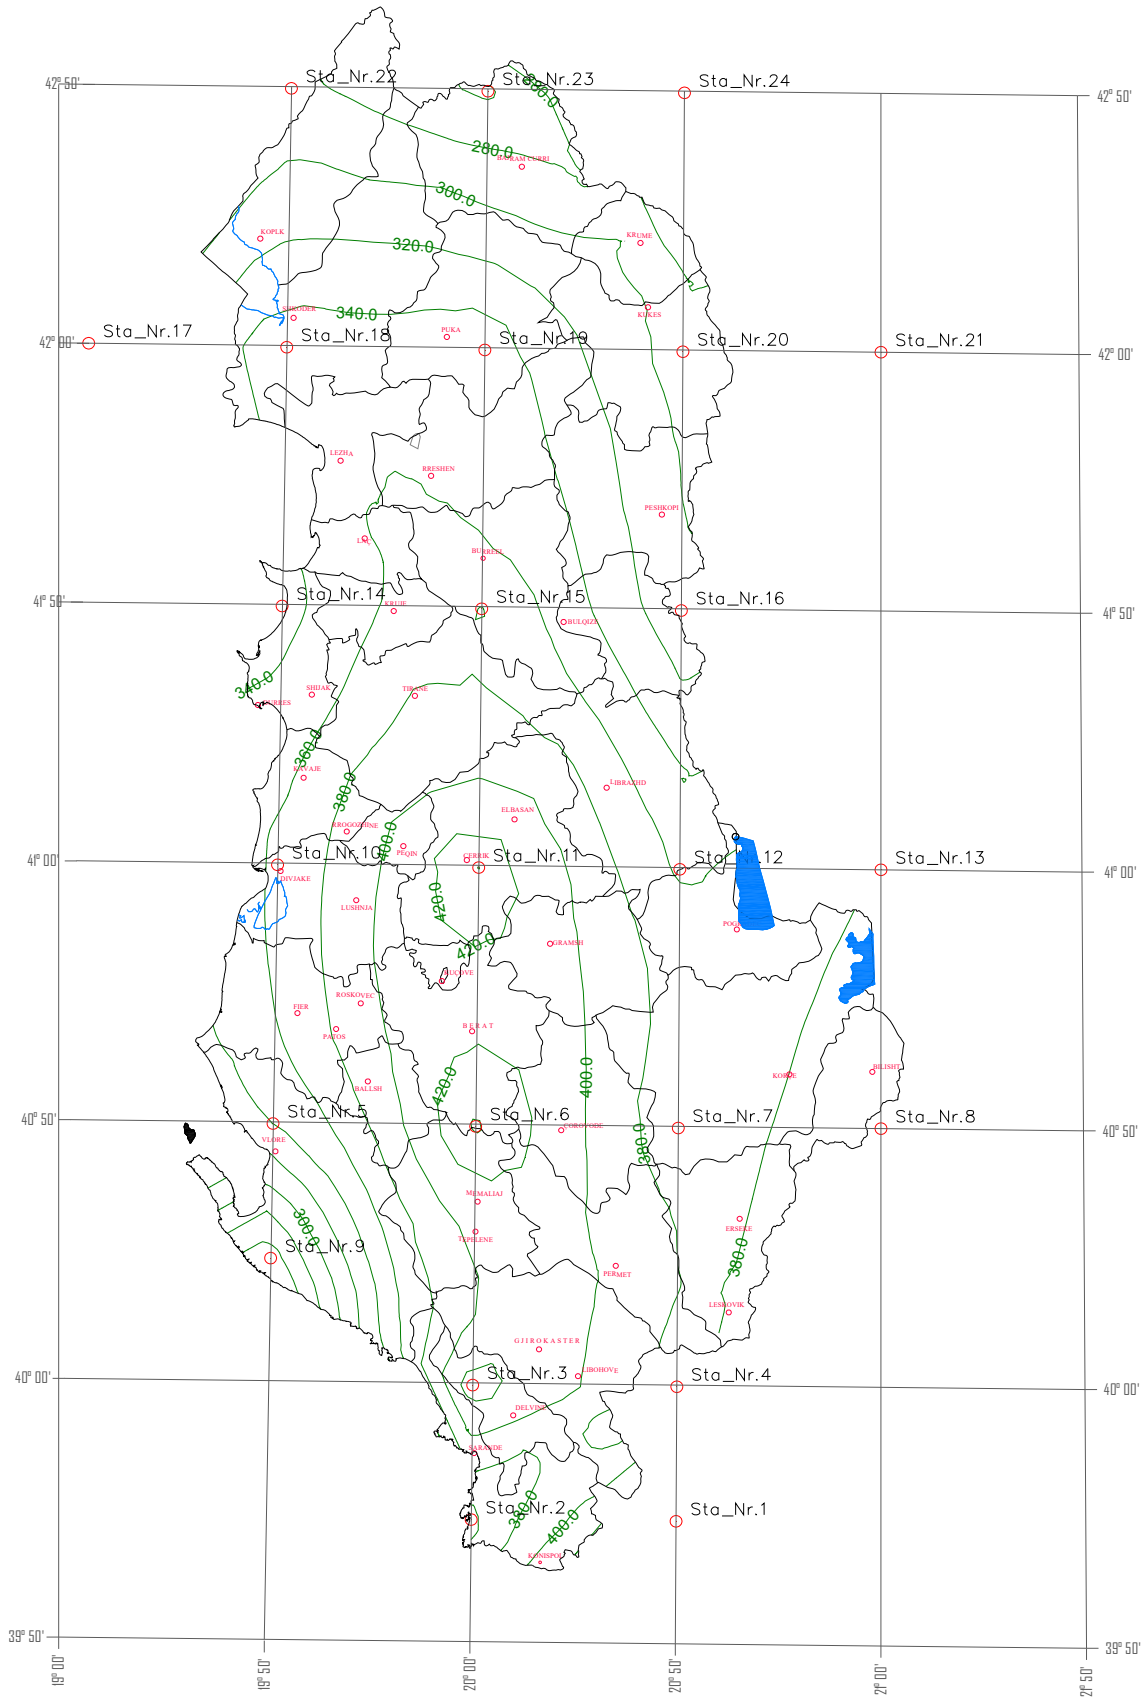 42° 50'
Sta_Nr.22
Sta_Nr.23
Sta_Nr.24
42° 50'
280.0
BAJRAM CURRI
300.0
KOPLK
320.0
KRUME
SHKODER
340.0
KUKES
PUKA
42° 00'
Sta_Nr.17
Sta_Nr.18
Sta_Nr.19
Sta_Nr.20
Sta_Nr.21
42° 00'
LEZHA
RRESHEN
PESHKOPI
LAC
BURREEL
41° 50'
Sta_Nr.14
KRUJE
Sta_Nr.15
BULQIZE
Sta_Nr.16
41° 50'
340.0
SHIJAK
DURRES
TIRANE
360.0
KAVAJE
380.0
LIBRAZHD
ELBASAN
RROGOZHINE
400.0
PEQIN
CERRIK
41° 00'
Sta_Nr.10
Sta_Nr.11
Sta_Nr.12
Sta_Nr.13
41° 00'
DIVJAKE
LUSHNJA
420.0
420.0
GRAMSH
KUCOVE
ROSKOVEC
FIER
PATOS
BERAT
BALLSH
420.0
400.0
KORCE
BILISHT
40° 50'
Sta_Nr.5
Sta_Nr.6
Sta_Nr.7
Sta_Nr.8
40° 50'
VLORE
COROVODE
380.0
MEMALIAJ
300.0
TEPELENE
ERSEKE
Sta_Nr.9
380.0
PERMET
LESKOVIK
GJIROKASTER
40° 00'
Sta_Nr.3
LIBOHOVE
Sta_Nr.4
40° 00'
DELVINE
SARANDE
Sta_Nr.2
380.0
400.0
Sta_Nr.1
KONISPOL
39° 50'
39° 50'
19° 00'
19° 50'
20° 00'
20° 50'
21° 00'
21° 50'